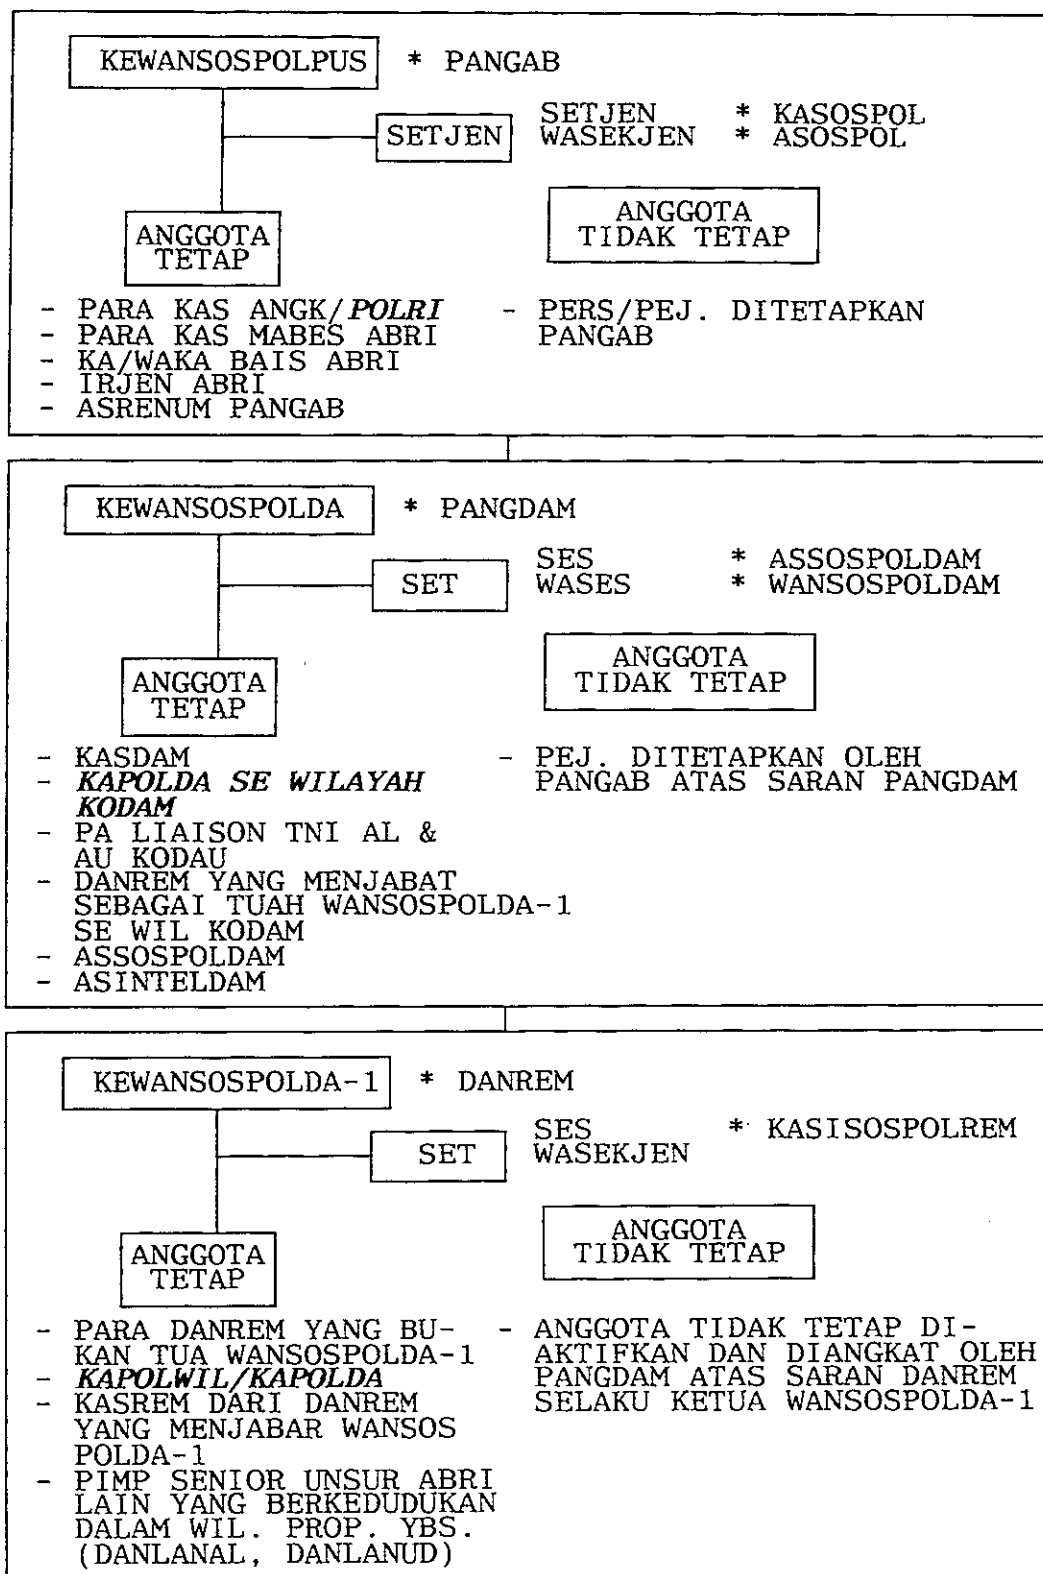 KEWANSOSPOLPUS * PANGAB
SETJEN
SETJEN * KASOSPOL
WASEKJEN * ASOSPOL
ANGGOTA
TETAP
ANGGOTA
TIDAK TETAP
- PARA KAS ANGK/POLRI
- PARA KAS MABES ABRI
- KA/WAKA BAIS ABRI
- IRJEN ABRI
- ASRENUM PANGAB
- PERS/PEJ. DITETAPKAN
PANGAB
KEWANSOSPOLDA * PANGDAM
SET
SES * ASSOSPOLDAM
WASES * WANSOSPOLDAM
ANGGOTA
TETAP
ANGGOTA
TIDAK TETAP
- KASDAM
- KAPOLDA SE WILAYAH
KODAM
- PA LIAISON TNI AL &
AU KODAU
- DANREM YANG MENJABAT
SEBAGAI TUAH WANSOSPOLDA-1
SE WIL KODAM
- ASSOSPOLDAM
- ASINTELDAM
- PEJ. DITETAPKAN OLEH
PANGAB ATAS SARAN PANGDAM
KEWANSOSPOLDA-1 * DANREM
SET
SES * KASISOSPOLREM
WASEKJEN
ANGGOTA
TETAP
ANGGOTA
TIDAK TETAP
- PARA DANREM YANG BU-
KAN TUA WANSOSPOLDA-1
- KAPOLWIL/KAPOLDA
- KASREM DARI DANREM
YANG MENJABAR WANSOS
POLDA-1
- PIMP SENIOR UNSUR ABRI
LAIN YANG BERKEDUDUKAN
DALAM WIL. PROP. YBS.
(DANLANAL, DANLANUD)
- ANGGOTA TIDAK TETAP DI-
AKTIFKAN DAN DIANGKAT OLEH
PANGDAM ATAS SARAN DANREM
SELAKU KETUA WANSOSPOLDA-1